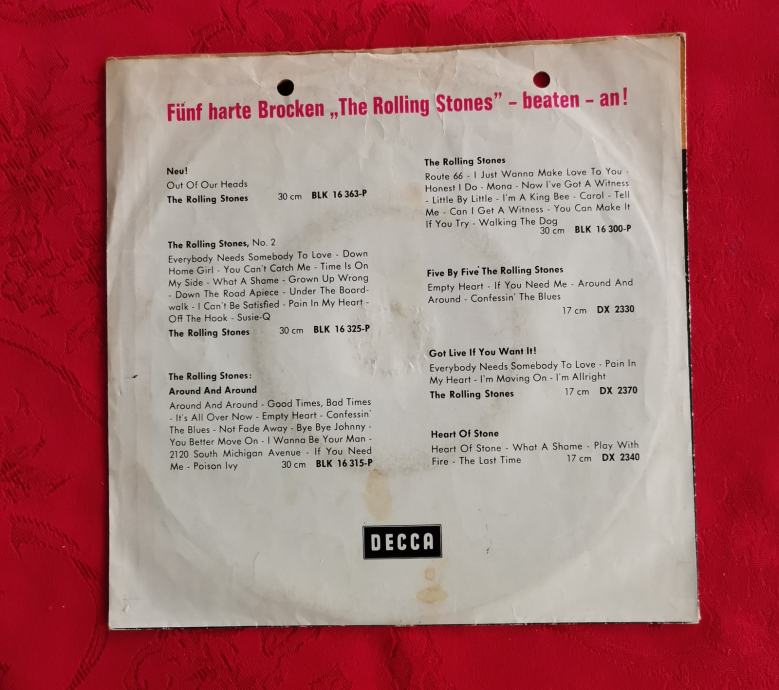 Fünf harte Brocken „The Rolling Stones” – beaten – an!
Neu!
Out Of Our Heads
The Rolling Stones 30 cm BLK 16 363-P
The Rolling Stones, No. 2
Everybody Needs Somebody To Love - Down
Home Girl - You Can't Catch Me - Time Is On
My Side - What A Shame - Grown Up Wrong
- Down The Road Apiece - Under The Board-
walk - I Can't Be Satisfied - Pain In My Heart -
Off The Hook - Susie-Q
The Rolling Stones 30 cm BLK 16 325-P
The Rolling Stones:
Around And Around
Around And Around - Good Times, Bad Times
- It's All Over Now - Empty Heart - Confessin'
The Blues - Not Fade Away - Bye Bye Johnny -
You Better Move On - I Wanna Be Your Man -
2120 South Michigan Avenue - If You Need
Me - Poison Ivy 30 cm BLK 16 315-P
The Rolling Stones
Route 66 - I Just Wanna Make Love To You -
Honest I Do - Mona - Now I've Got A Witness
- Little By Little - I'm A King Bee - Carol - Tell
Me - Can I Get A Witness - You Can Make It
If You Try - Walking The Dog
30 cm BLK 16 300-P
Five By Five The Rolling Stones
Empty Heart - If You Need Me - Around And
Around - Confessin' The Blues
17 cm DX 2330
Got Live If You Want It!
Everybody Needs Somebody To Love - Pain In
My Heart - I'm Moving On - I'm Allright
The Rolling Stones 17 cm DX 2370
Heart Of Stone
Heart Of Stone - What A Shame - Play With
Fire - The Last Time 17 cm DX 2340
DECCA